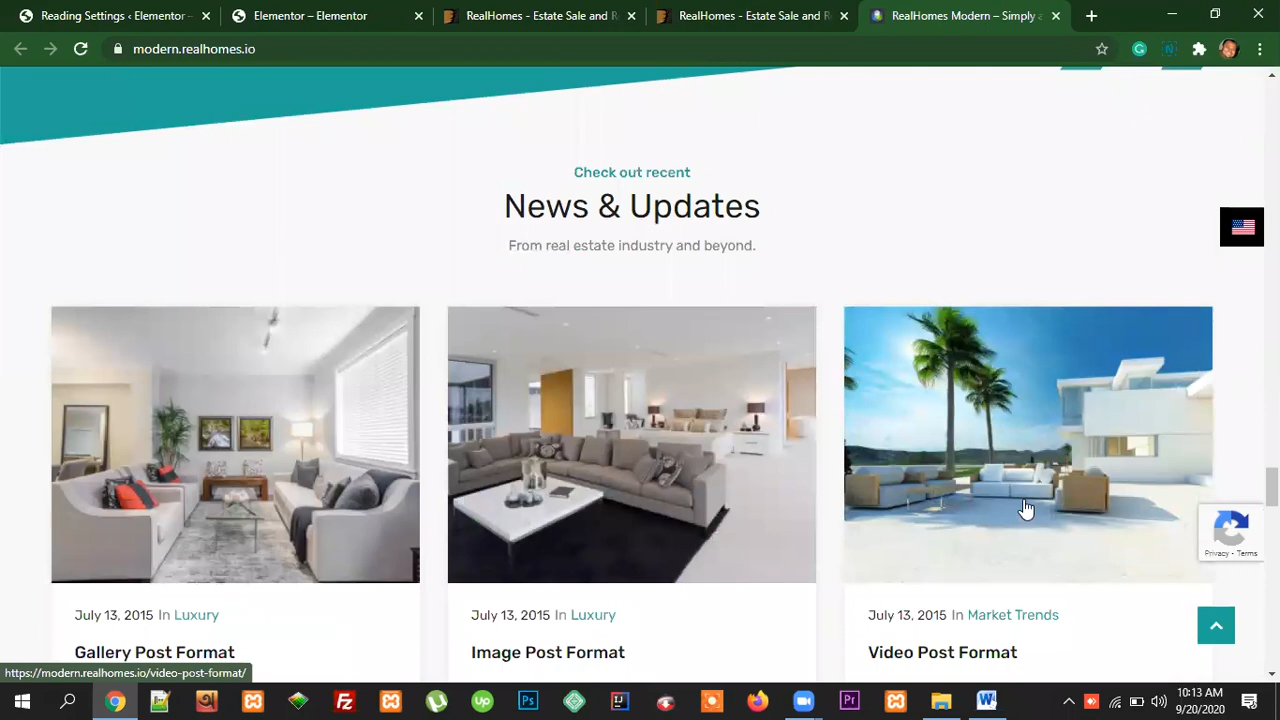 Reading Settings ‹ Elementor –
Elementor – Elementor
RealHomes - Estate Sale and R
RealHomes - Estate Sale and R
RealHomes Modern – Simply a
modern.realhomes.io
Check out recent
News & Updates
From real estate industry and beyond.
Privacy - Terms
July 13, 2015 In Luxury
July 13, 2015 In Luxury
July 13, 2015 In Market Trends
Gallery Post Format
Image Post Format
Video Post Format
https://modern.realhomes.io/video-post-format/
10:13 AM
9/20/2020